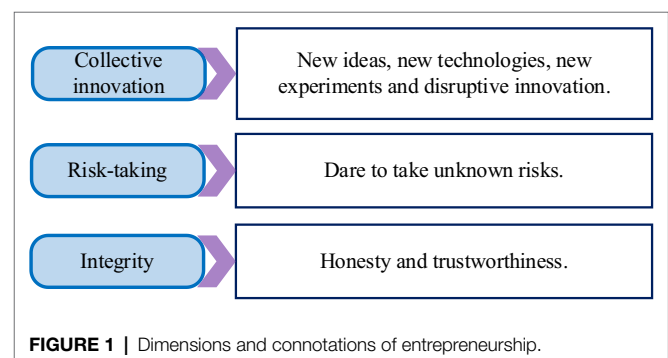 Collective
innovation
New ideas, new technologies, new
experiments and disruptive innovation.
Risk-taking
Dare to take unknown risks.
Integrity
Honesty and trustworthiness.
FIGURE 1 | Dimensions and connotations of entrepreneurship.